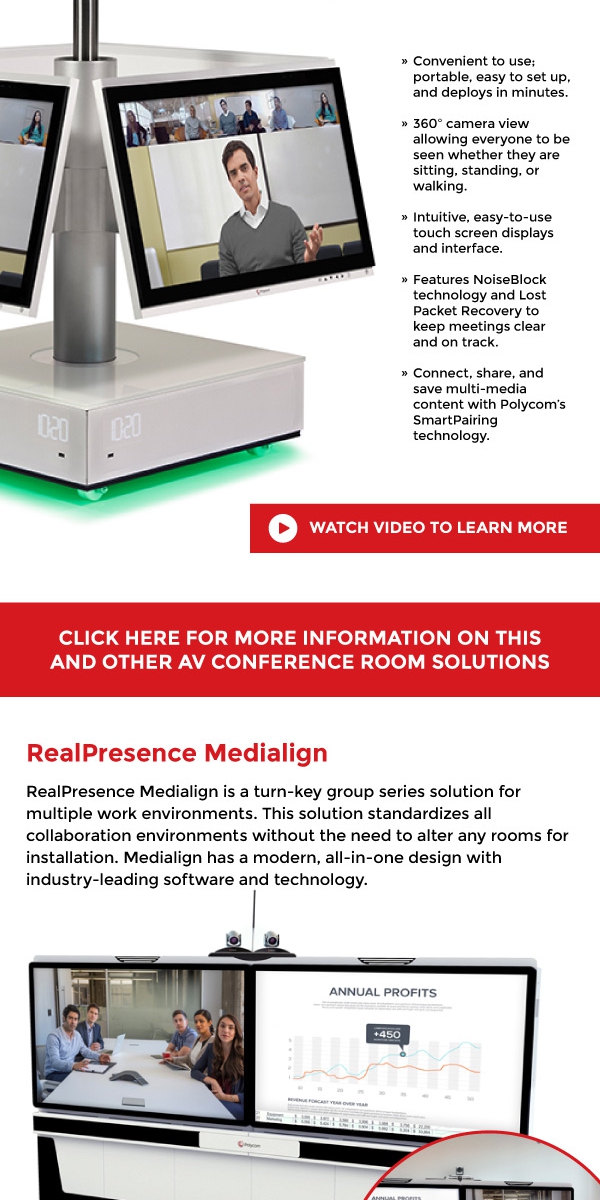 » Convenient to use;
portable, easy to set up,
and deploys in minutes.
» 360° camera view
allowing everyone to be
seen whether they are
sitting, standing, or
walking.
» Intuitive, easy-to-use
touch screen displays
and interface.
» Features NoiseBlock
technology and Lost
Packet Recovery to
keep meetings clear
and on track.
» Connect, share, and
save multi-media
content with Polycom’s
SmartPairing
technology.
Polycom
10:20
10:20
WATCH VIDEO TO LEARN MORE
CLICK HERE FOR MORE INFORMATION ON THIS
AND OTHER AV CONFERENCE ROOM SOLUTIONS
RealPresence Medialign
RealPresence Medialign is a turn-key group series solution for
multiple work environments. This solution standardizes all
collaboration environments without the need to alter any rooms for
installation. Medialign has a modern, all-in-one design with
industry-leading software and technology.
ANNUAL PROFITS
+450
REVENUE FORCAST YEAR OVER YEAR
Equipment
Marketing
Polycom
ANNUAL PROFITS